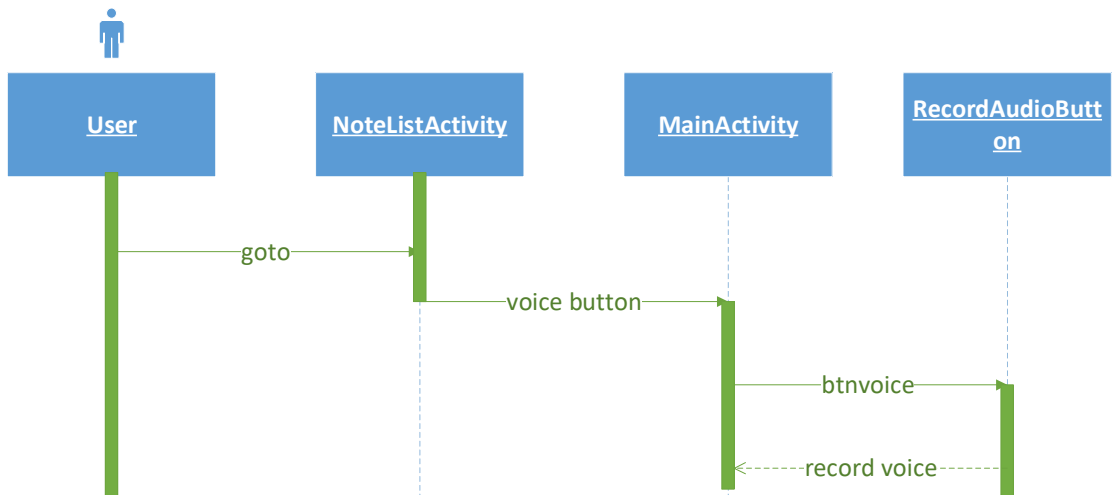 User
NoteListActivity
MainActivity
RecordAudioButt
on
goto
voice button
btnvoice
record voice